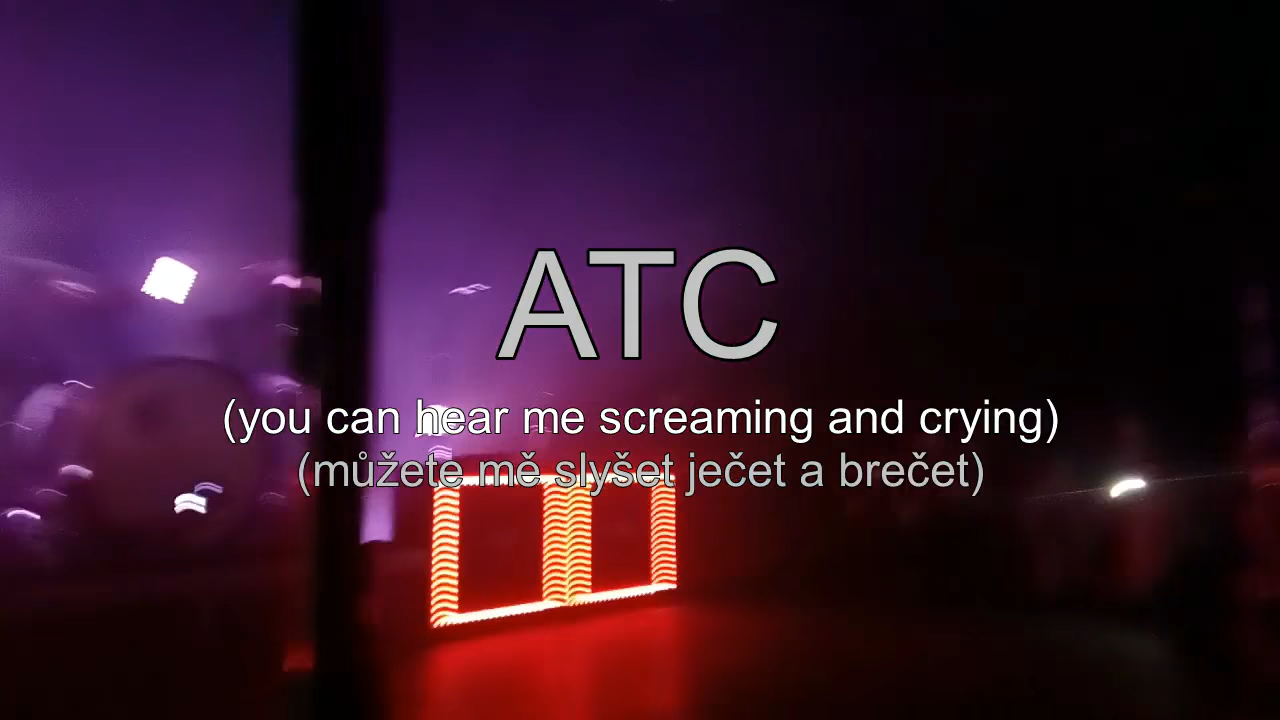 ATC
(you can hear me screaming and crying)
(můžete mě slyšet ječet a brečet)